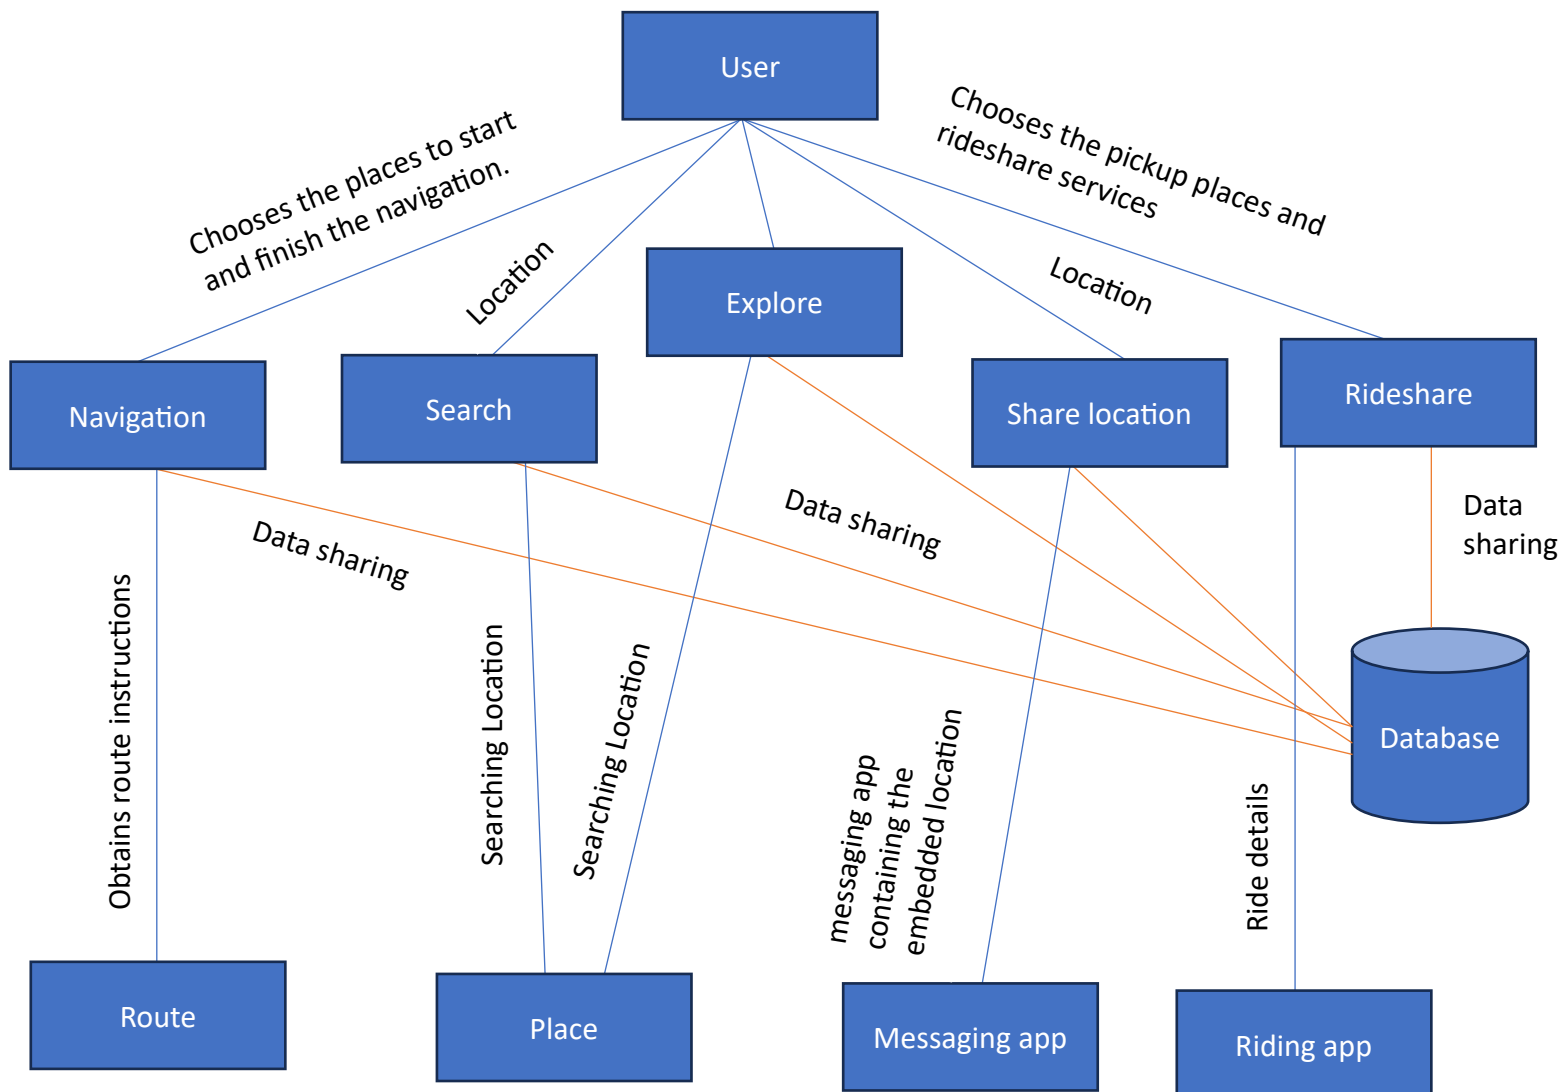 User
Chooses the places to start
and finish the navigation.
Chooses the pickup places and
rideshare services
Location
Location
Explore
Navigation
Search
Share location
Rideshare
Data sharing
Data sharing
Data
sharing
Obtains route instructions
Searching Location
Searching Location
messaging app
containing the
embedded location
Ride details
Database
Route
Place
Messaging app
Riding app